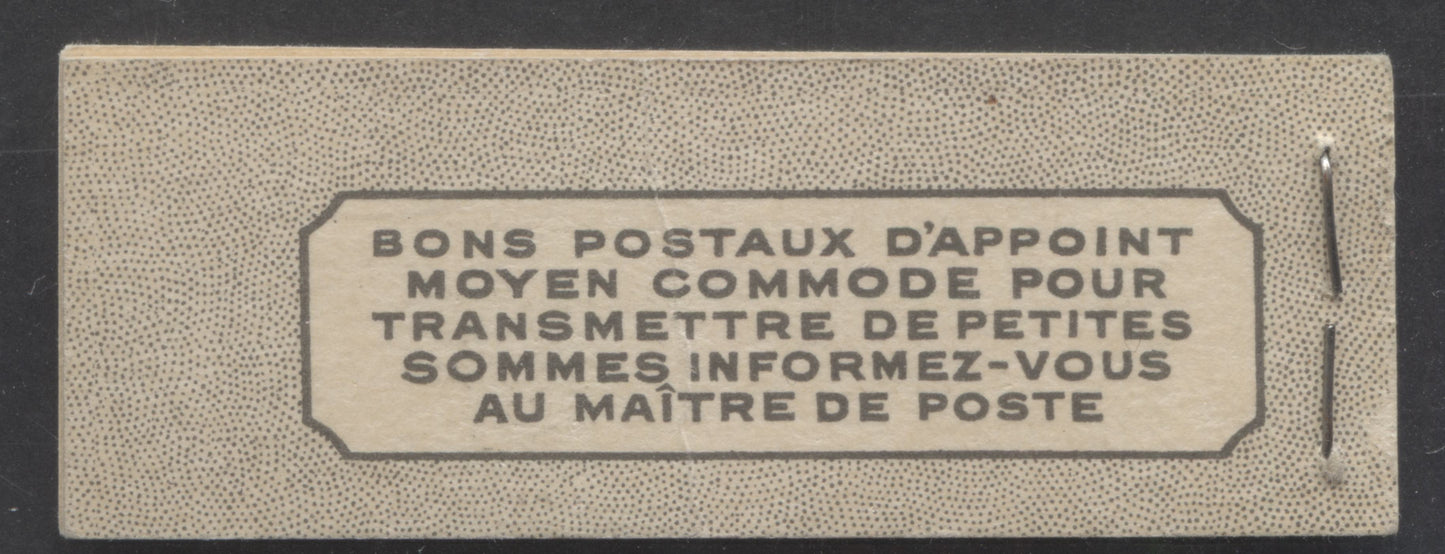 BONS POSTAUX D'APPOINT
MOYEN COMMODE POUR
TRANSMETTRE DE PETITES
SOMMES INFORMEZ-VOUS
AU MAÎTRE DE POSTE